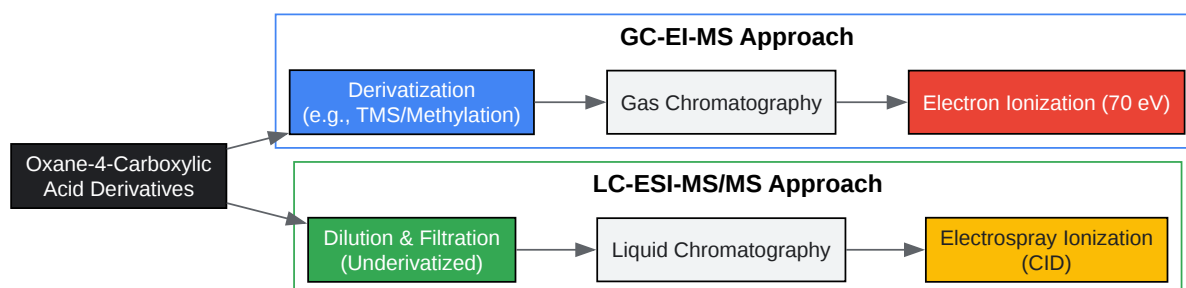 GC-EI-MS Approach
Derivatization
(e.g., TMS/Methylation)
Gas Chromatography
Electron Ionization (70 eV)
Oxane-4-Carboxylic
Acid Derivatives
LC-ESI-MS/MS Approach
Dilution & Filtration
(Underivatized)
Liquid Chromatography
Electrospray Ionization
(CID)